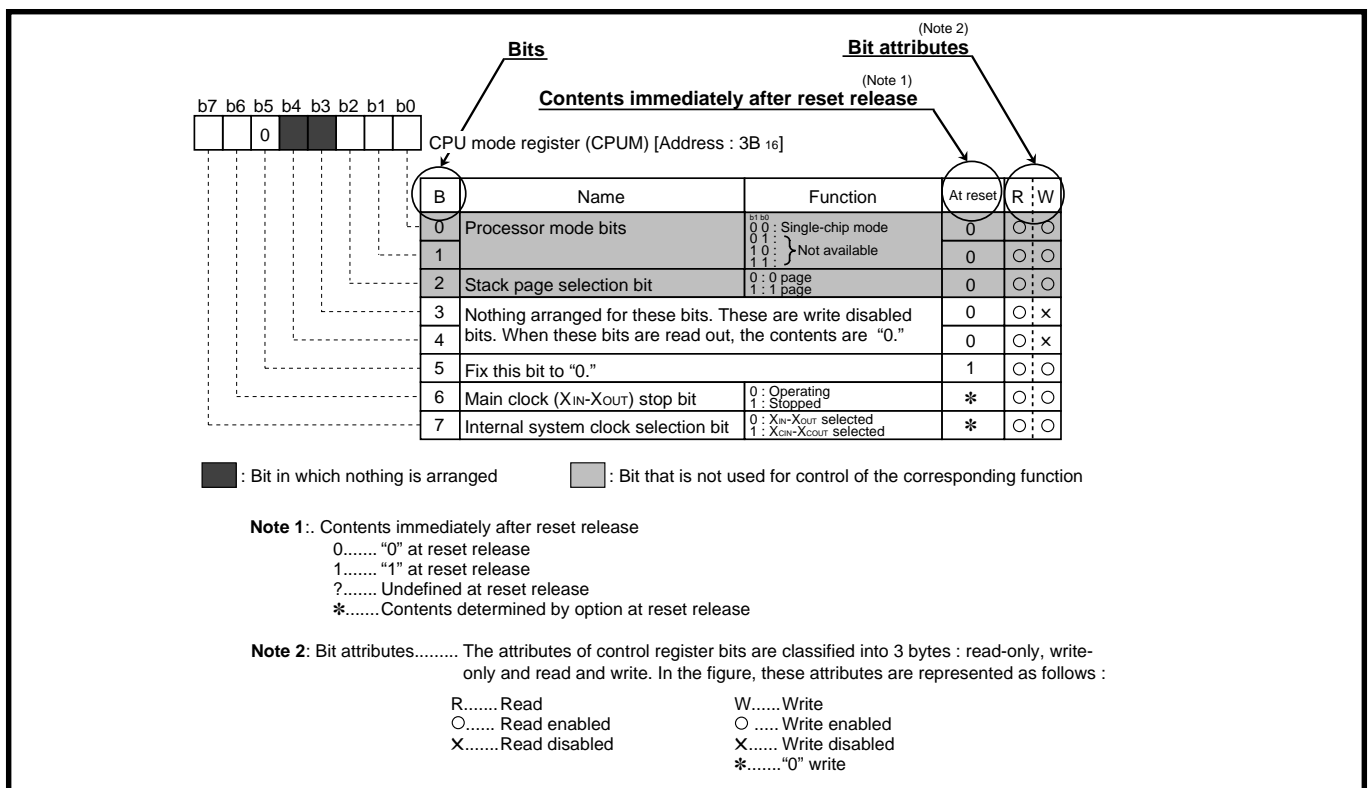 (Note 2)
Bits
Bit attributes
(Note 1)
Contents immediately after reset release
b7 b6 b5 b4 b3 b2 b1 b0
0
CPU mode register (CPUM) [Address : 3B 16]
B Name Function At reset R W
0 Processor mode bits b1 b0 0 0 : Single-chip mode 0 ○ ○
0 1 :
1 0 : } Not available
1 1 :
1 0 ○ ○
2 Stack page selection bit 0 : 0 page 0 ○ ○
1 : 1 page
3 Nothing arranged for these bits. These are write disabled 0 ○ ×
4 bits. When these bits are read out, the contents are “0.” 0 ○ ×
5 Fix this bit to “0.” 1 ○ ○
6 Main clock (XIN-XOUT) stop bit 0 : Operating ✻ ○ ○
1 : Stopped
7 Internal system clock selection bit 0 : XIN-XOUT selected ✻ ○ ○
1 : XCIN-XCOUT selected
: Bit in which nothing is arranged : Bit that is not used for control of the corresponding function
Note 1:. Contents immediately after reset release
0....... “0” at reset release
1....... “1” at reset release
?....... Undefined at reset release
✻.......Contents determined by option at reset release
Note 2: Bit attributes......... The attributes of control register bits are classified into 3 bytes : read-only, write-
only and read and write. In the figure, these attributes are represented as follows :
R.......Read W......Write
○...... Read enabled ○ ..... Write enabled
×.......Read disabled ×...... Write disabled
✻.......“0” write